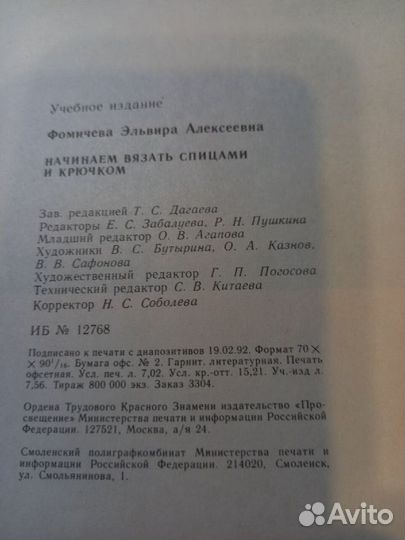 Учебное издание
Фомичева Эльвира Алексеевна
НАЧИНАЕМ ВЯЗАТЬ СПИЦАМИ
И КРЮЧКОМ
Зав. редакцией Т. С. Дагаева
Редакторы Е. С. Забалуева, Р. Н. Пушкина
Младший редактор О. В. Агапова
Художники В. С. Бутырина, О. А. Казнов,
В. В. Сафонова
Художественный редактор Г. П. Погосова
Технический редактор С. В. Китаева
Корректор Н. С. Соболева
ИБ № 12768
Подписано к печати с диапозитивов 19.02.92. Формат 70 ×
× 90¹/₁₆. Бумага офс. № 2. Гарнит. литературная. Печать
офсетная. Усл. печ. л. 7,02. Усл. кр.-отт. 15,21. Уч.-изд л.
7,56. Тираж 800 000 экз. Заказ 3304.
Ордена Трудового Красного Знамени издательство «Про-
свещение» Министерства печати и информации Российской
Федерации. 127521, Москва, а/я 24.
Смоленский полиграфкомбинат Министерства печати и
информации Российской Федерации. 214020, Смоленск,
ул. Смольянинова, 1.
Avito